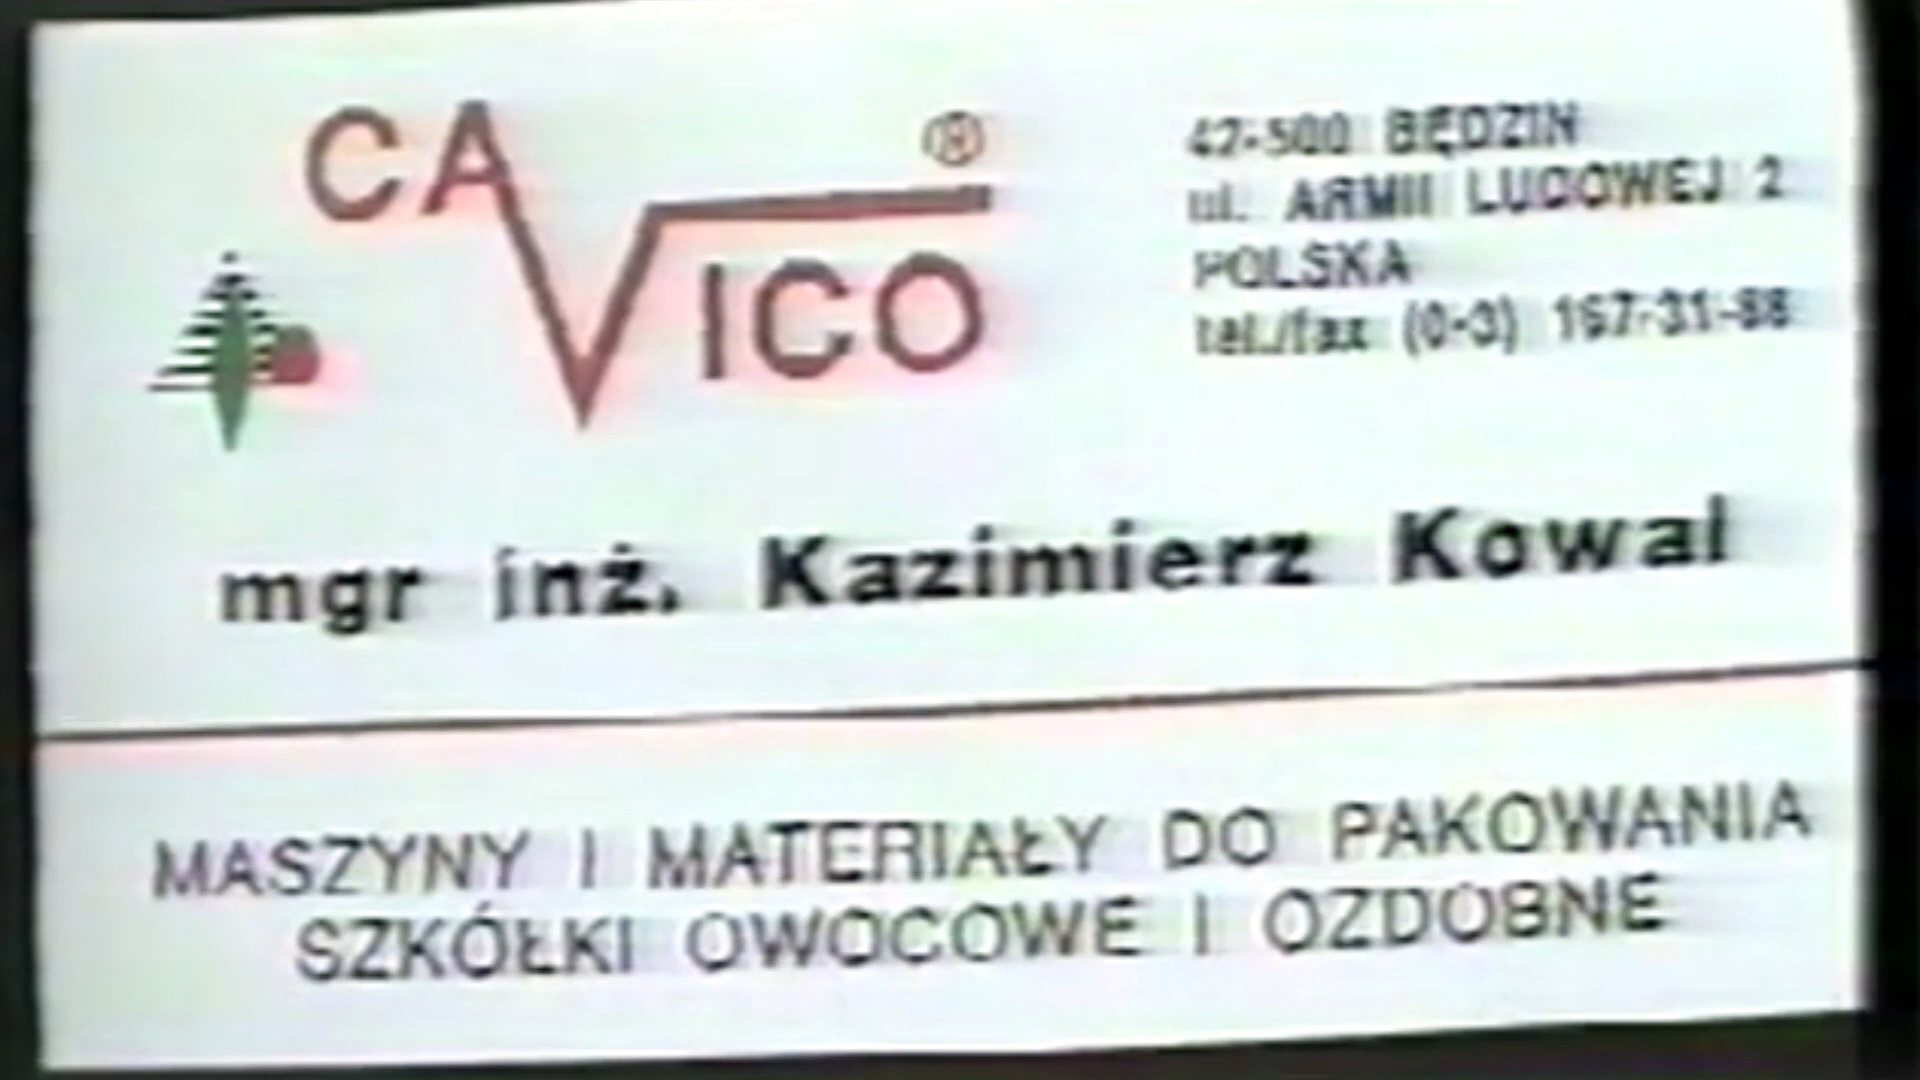 CAVICO ®
42-500 BĘDZIN
ul. ARMII LUDOWEJ 2
POLSKA
tel./fax (0-3) 167-31-88
mgr inż. Kazimierz Kowal
MASZYNY I MATERIAŁY DO PAKOWANIA
SZKÓŁKI OWOCOWE I OZDOBNE